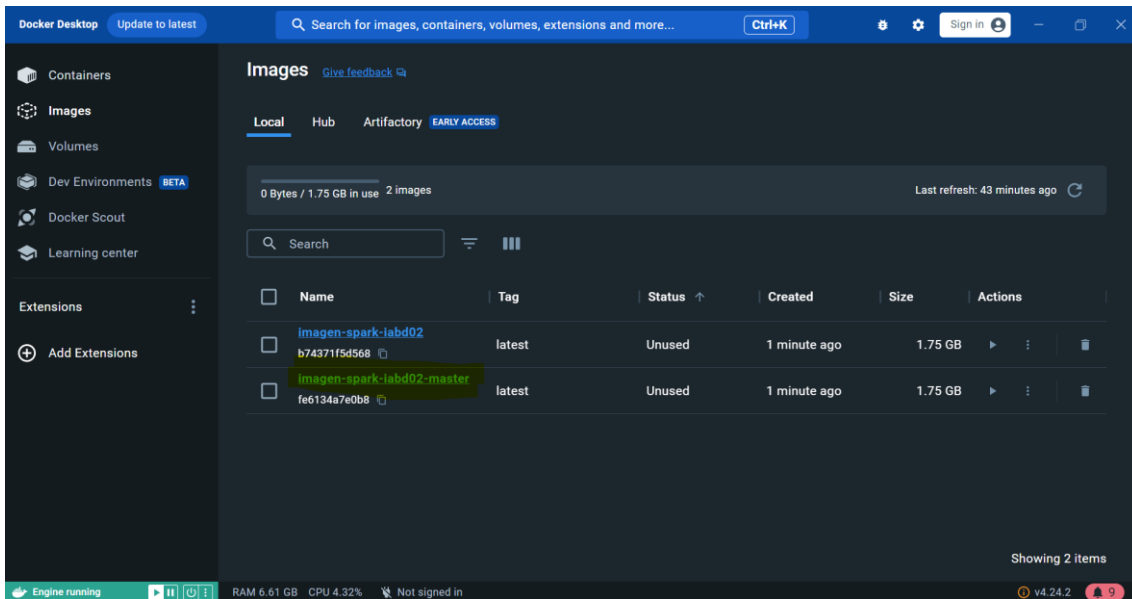 Docker Desktop Update to latest Search for images, containers, volumes, extensions and more... Ctrl+K Sign in
Containers
Images
Volumes
Dev Environments BETA
Docker Scout
Learning center
Extensions
Add Extensions
Images Give feedback
Local Hub Artifactory EARLY ACCESS
0 Bytes / 1.75 GB in use 2 images Last refresh: 43 minutes ago
Search
Name Tag Status Created Size Actions
imagen-spark-iabd02
b74371f5d568
latest Unused 1 minute ago 1.75 GB
imagen-spark-iabd02-master
fe6134a7e0b8
latest Unused 1 minute ago 1.75 GB
Showing 2 items
Engine running RAM 6.61 GB CPU 4.32% Not signed in v4.24.2 9